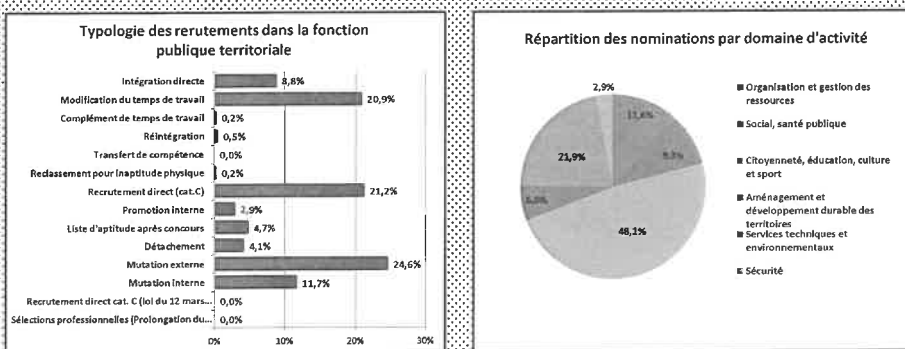 Typologie des rerutements dans la fonction
publique territoriale
Intégration directe
8,8%
Modification du temps de travail
20,9%
Complément de temps de travail
0,2%
Réintégration
0,5%
Transfert de compétence
0,0%
Reclassement pour inaptitude physique
0,2%
Recrutement direct (cat.C)
21,2%
Promotion interne
2,9%
Liste d'aptitude après concours
4,7%
Détachement
4,1%
Mutation externe
24,6%
Mutation interne
11,7%
Recrutement direct cat. C (loi du 12 mars...
0,0%
Sélections professionnelles (Prolongation du...
0,0%
0%
10%
20%
30%
Répartition des nominations par domaine d'activité
2,9%
21,9%
48,1%
Organisation et gestion des
ressources
Social, santé publique
Citoyenneté, éducation, culture
et sport
Aménagement et
développement durable des
territoires
Services techniques et
environnementaux
Sécurité